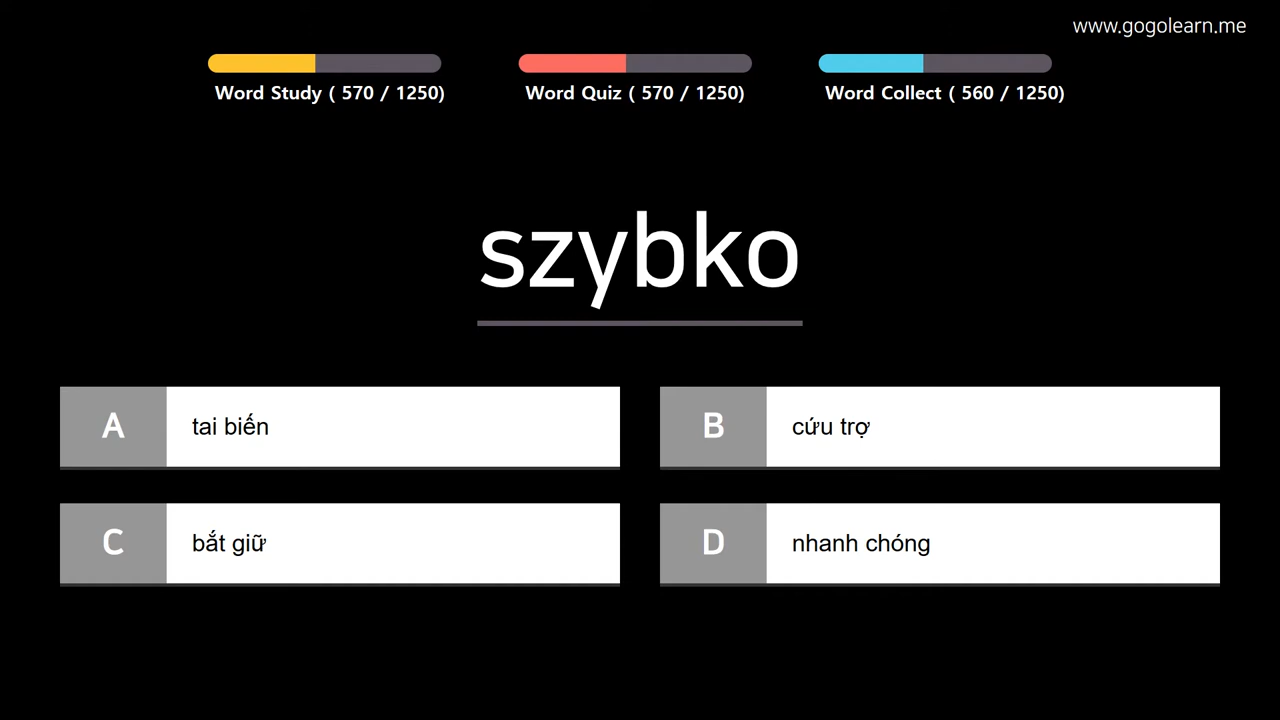 www.gogolearn.me
Word Study ( 570 / 1250)
Word Quiz ( 570 / 1250)
Word Collect ( 560 / 1250)
szybko
A tai biến
B cứu trợ
C bắt giữ
D nhanh chóng